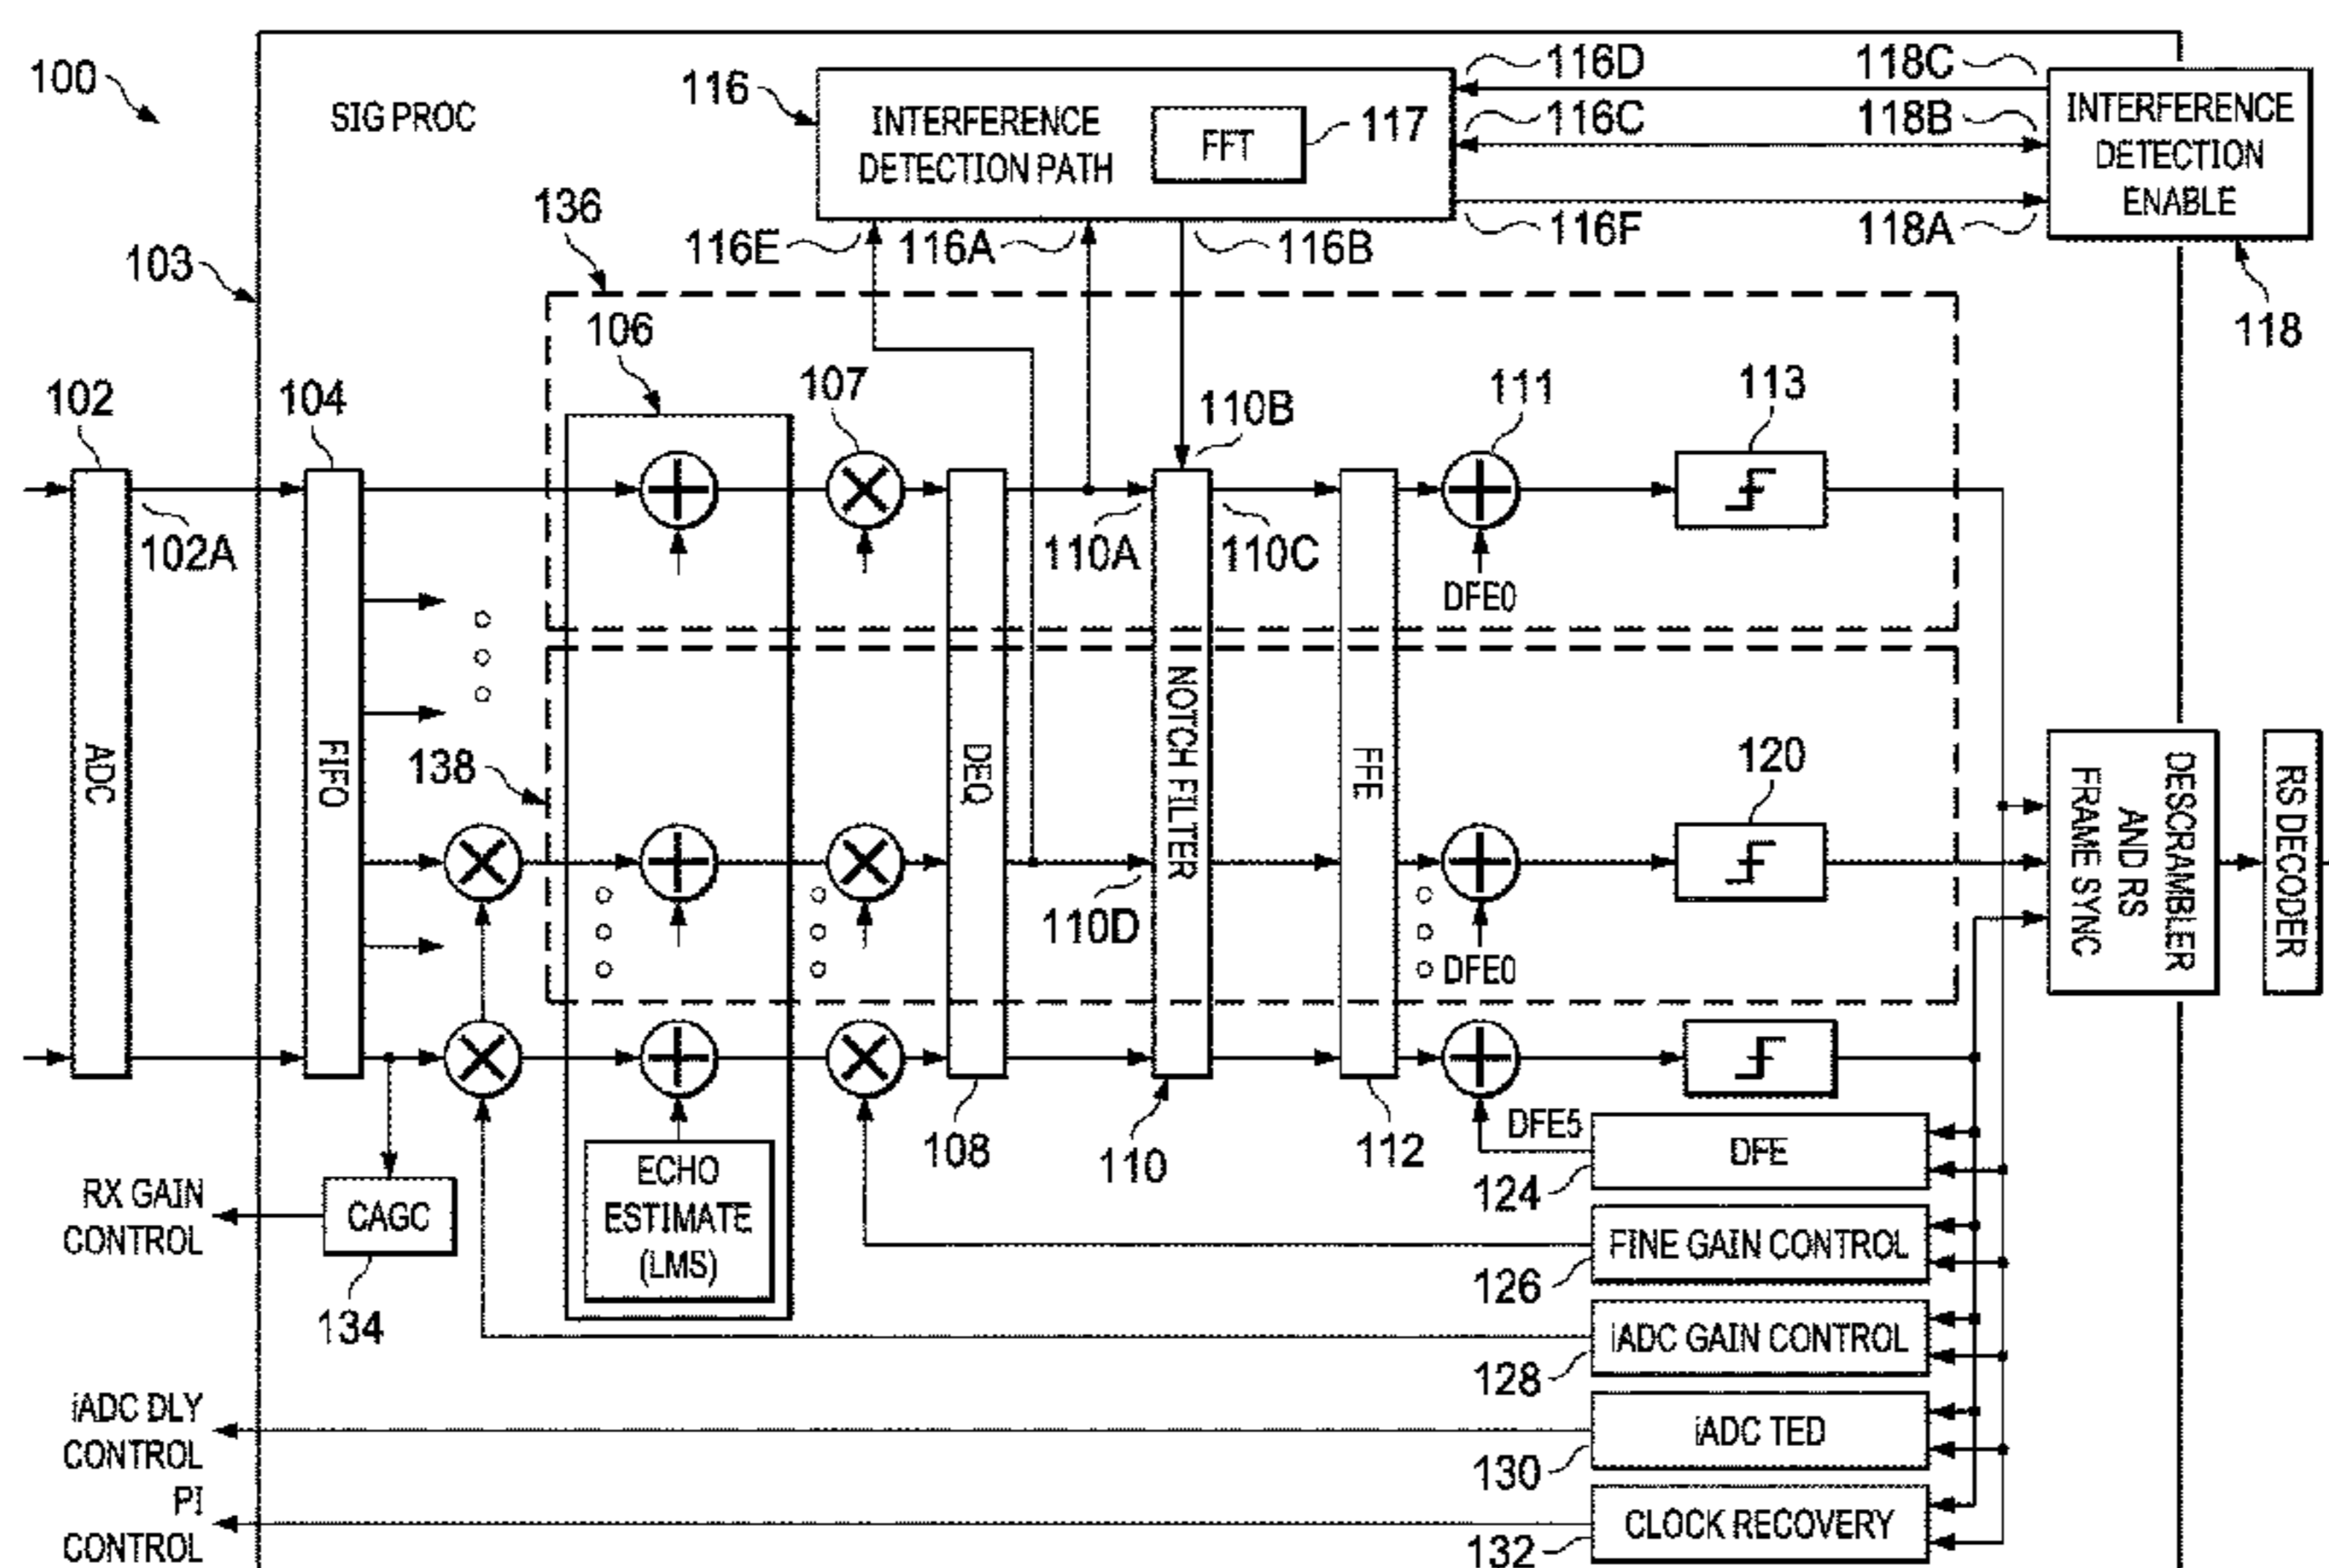 100
SIG PROC
116
INTERFERENCE
DETECTION PATH
FFT
117
116D
118C
116C
118B
116F
118A
INTERFERENCE
DETECTION
ENABLE
118
103
136
116E
116A
116B
106
102
104
107
110B
111
113
102A
110A
110C
DFE0
ADC
FIFO
138
DEQ
NOTCH FILTER
FFE
120
110D
DFE0
DESCRAMBLER
AND RS
FRAME SYNC
RS DECODER
108
110
112
DFE5
DFE
124
RX GAIN
CONTROL
CAGC
134
ECHO
ESTIMATE
(LMS)
FINE GAIN CONTROL
126
iADC GAIN CONTROL
128
iADC DLY
CONTROL
iADC TED
130
PI
CONTROL
CLOCK RECOVERY
132